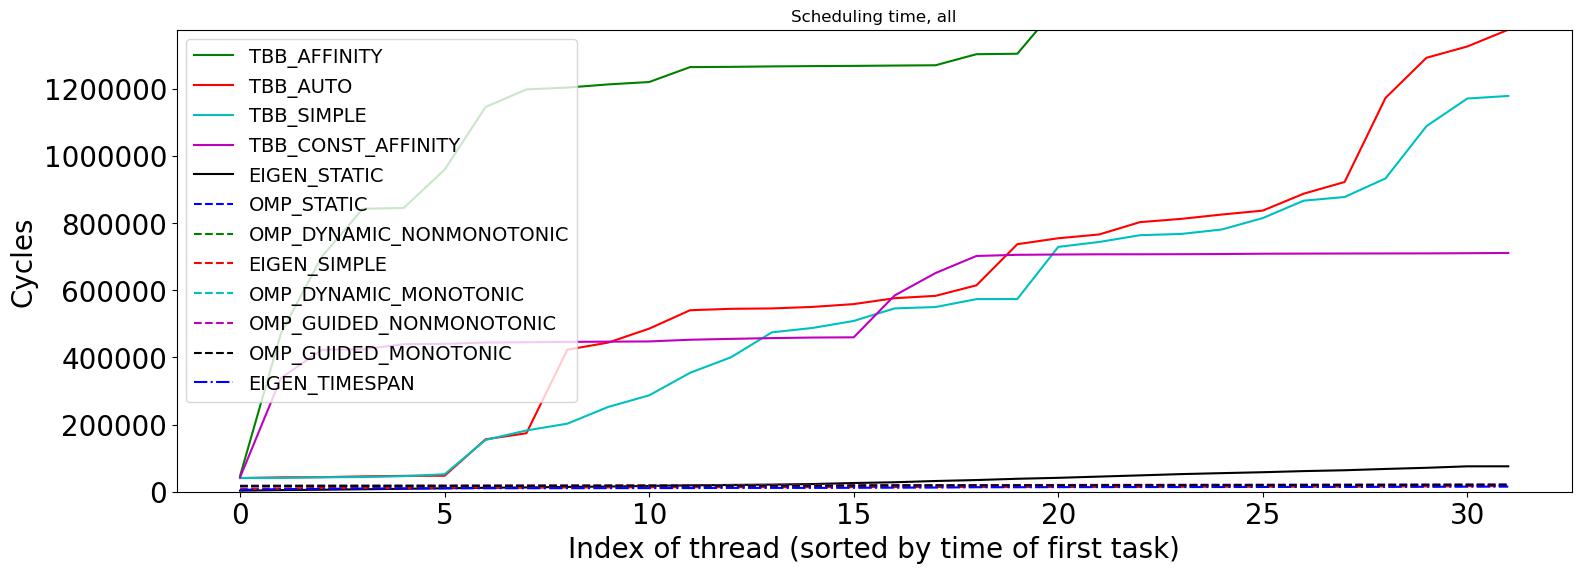 Scheduling time, all
Cycles
1200000
1000000
800000
600000
400000
200000
0
TBB_AFFINITY
TBB_AUTO
TBB_SIMPLE
TBB_CONST_AFFINITY
EIGEN_STATIC
OMP_STATIC
OMP_DYNAMIC_NONMONOTONIC
EIGEN_SIMPLE
OMP_DYNAMIC_MONOTONIC
OMP_GUIDED_NONMONOTONIC
OMP_GUIDED_MONOTONIC
EIGEN_TIMESPAN
0 5 10 15 20 25 30
Index of thread (sorted by time of first task)